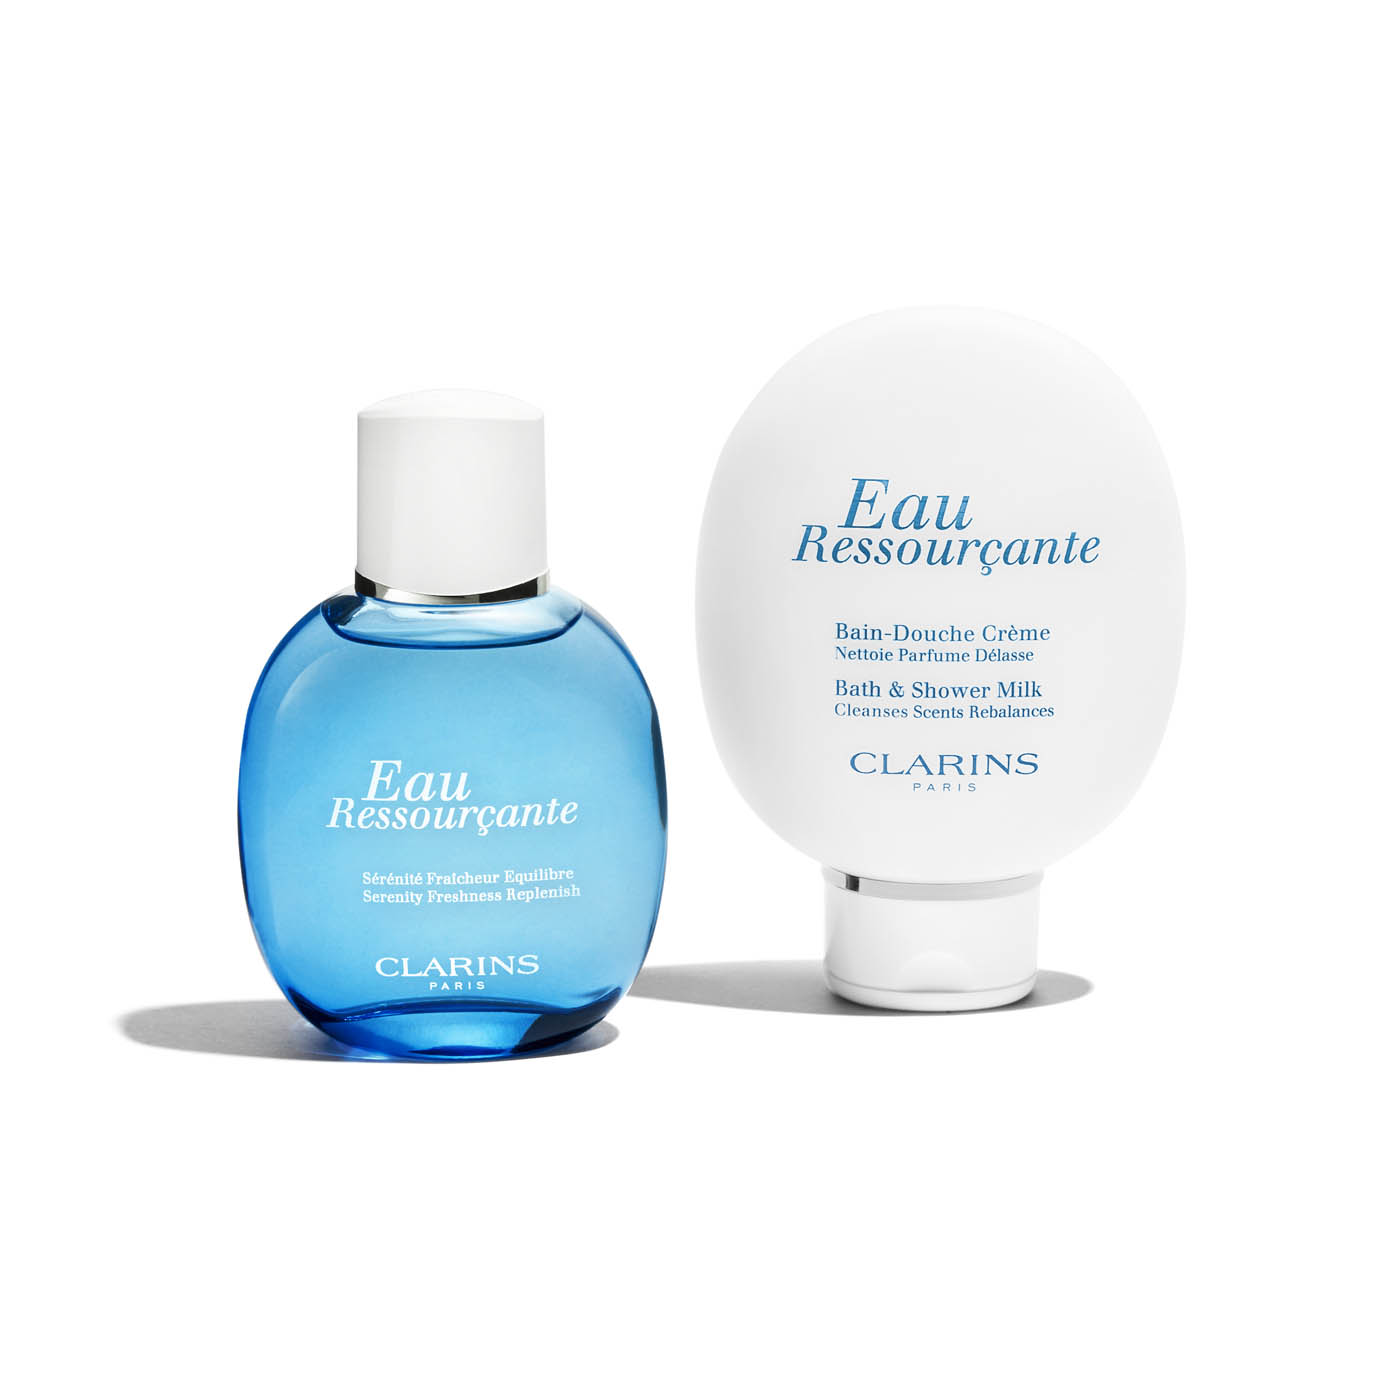 Eau
Ressourçante
Sérénité Fraîcheur Equilibre
Serenity Freshness Replenish
CLARINS
PARIS
Eau
Ressourçante
Bain-Douche Crème
Nettoie Parfume Délasse
Bath & Shower Milk
Cleanses Scents Rebalances
CLARINS
PARIS